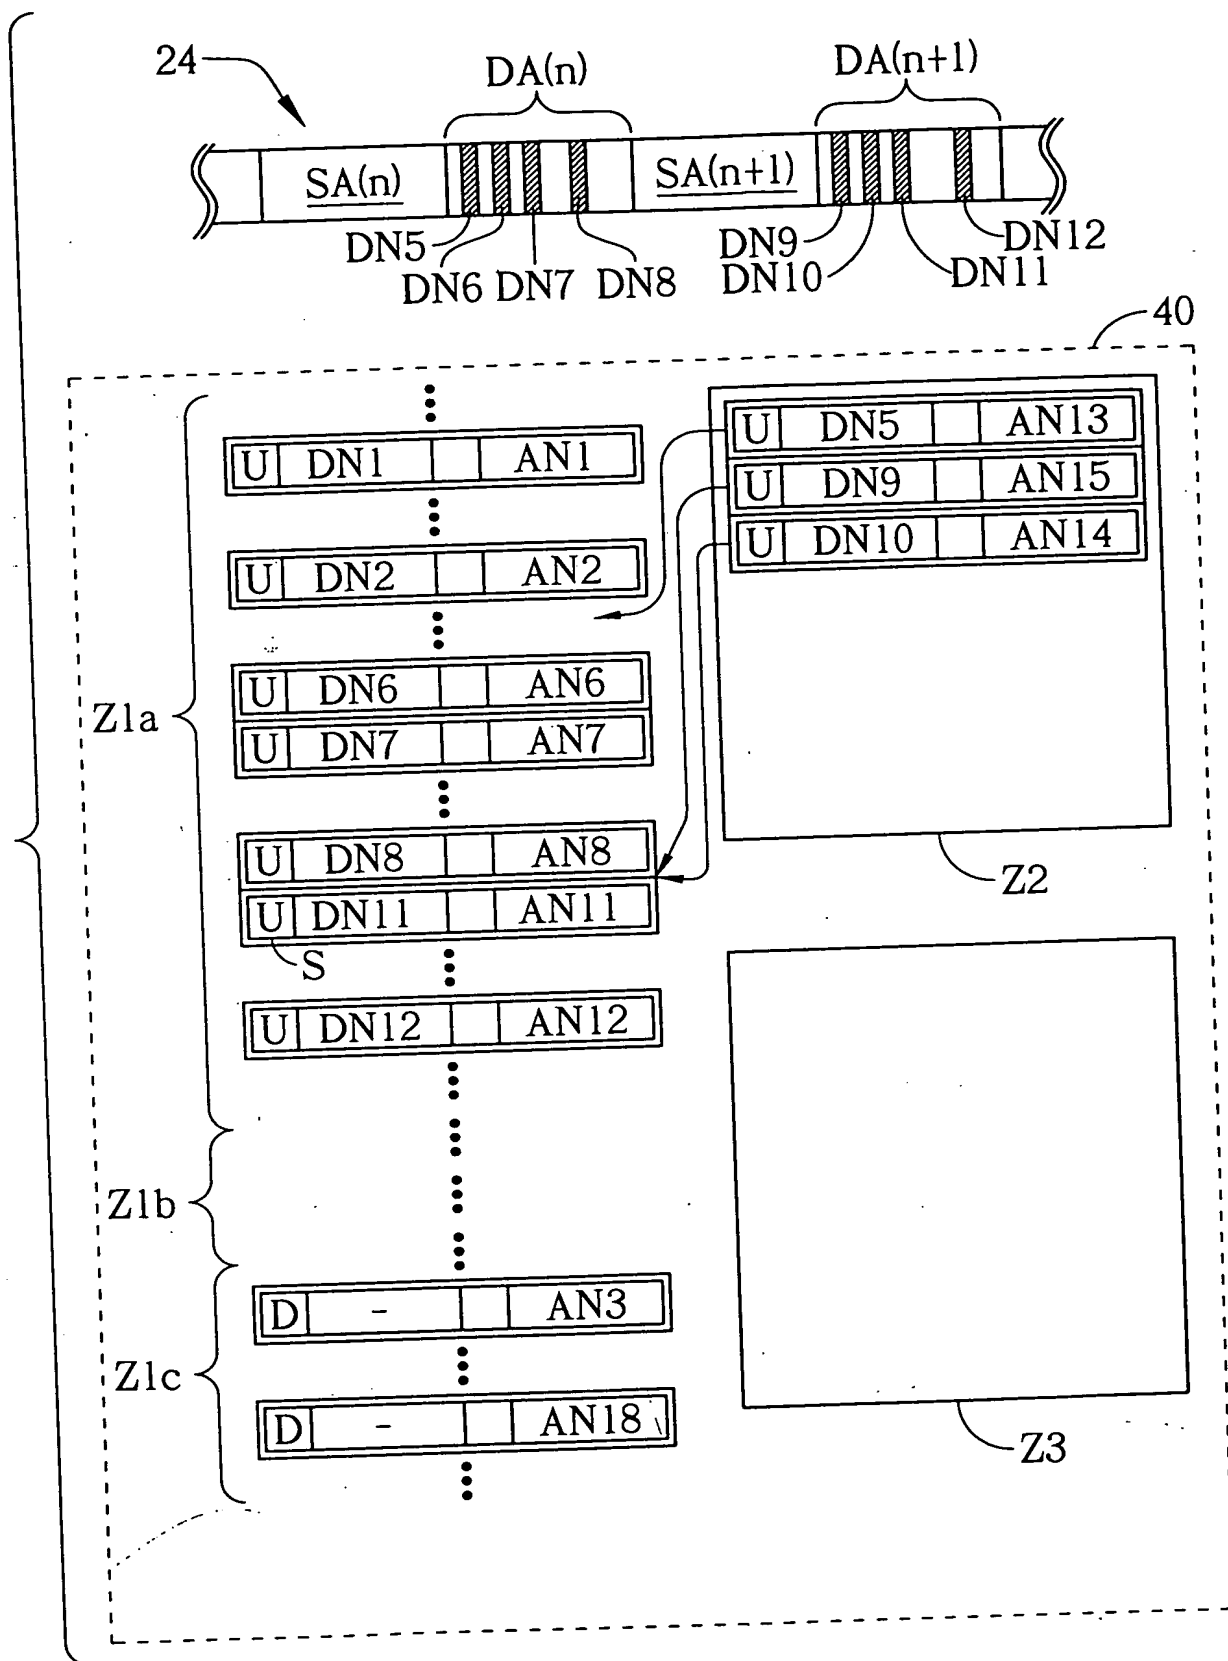 24
DA(n)
DA(n+1)
SA(n)
SA(n+1)
DN5
DN6
DN7
DN8
DN9
DN10
DN11
DN12
40
Z1a
U DN1 AN1
U DN2 AN2
U DN6 AN6
U DN7 AN7
U DN8 AN8
U DN11 AN11
S
U DN12 AN12
Z1b
Z1c
D - AN3
D - AN18
U DN5 AN13
U DN9 AN15
U DN10 AN14
Z2
Z3